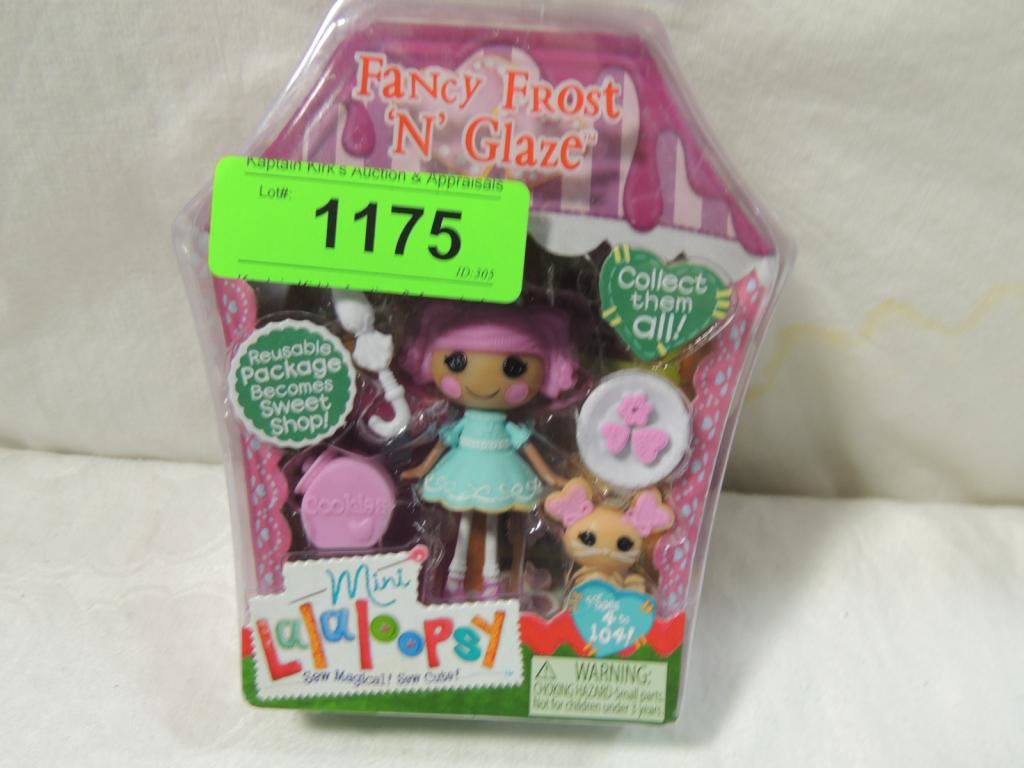 Fancy Frost
'N' Glaze™
Kaptain Kirk's Auction & Appraisals
Lot#:
1175
ID:305
Collect
them
all!
Reusable
Package
Becomes
Sweet
Shop!
Cookies
Mini
Lalaloopsy™
Sew Magical! Sew Cute!
4 to
104!
WARNING:
CHOKING HAZARD-Small parts
Not for children under 3 years